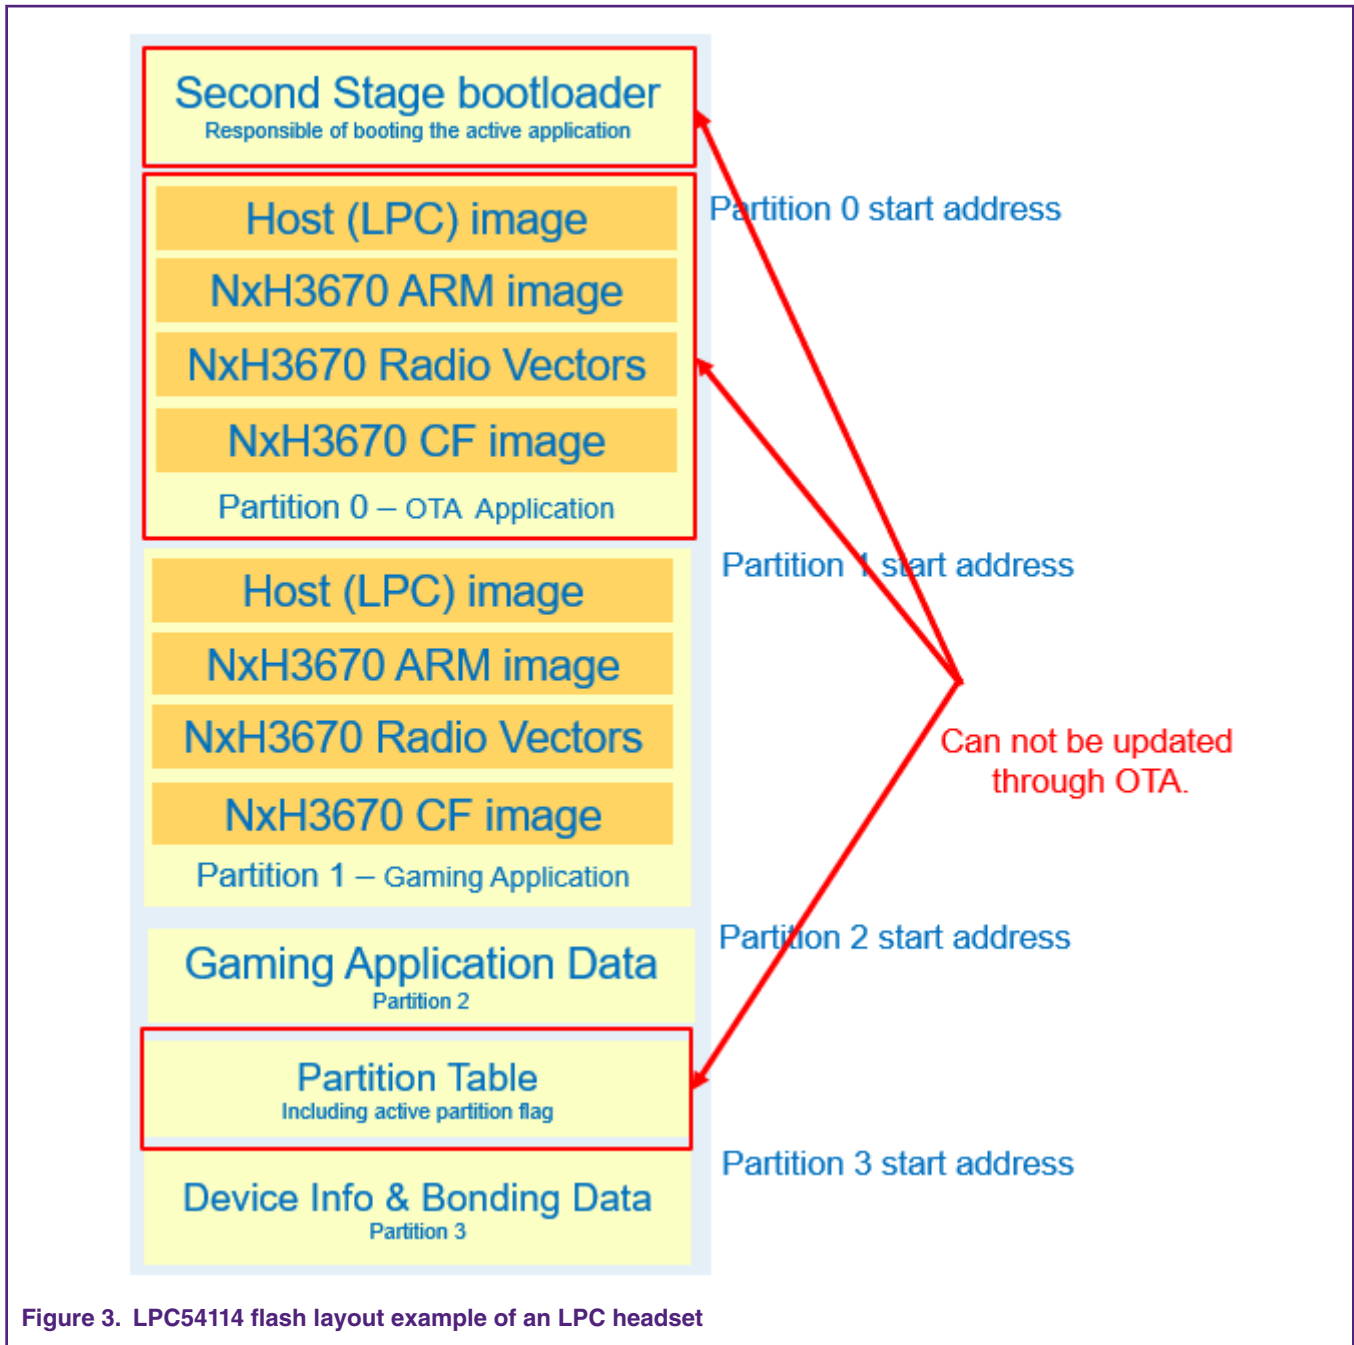 Second Stage bootloader
Responsible of booting the active application
Partition 0 start address
Host (LPC) image
NxH3670 ARM image
NxH3670 Radio Vectors
NxH3670 CF image
Partition 0 – OTA Application
Partition 1 start address
Host (LPC) image
NxH3670 ARM image
NxH3670 Radio Vectors
NxH3670 CF image
Partition 1 – Gaming Application
Can not be updated
through OTA.
Partition 2 start address
Gaming Application Data
Partition 2
Partition Table
Including active partition flag
Partition 3 start address
Device Info & Bonding Data
Partition 3
Figure 3. LPC54114 flash layout example of an LPC headset